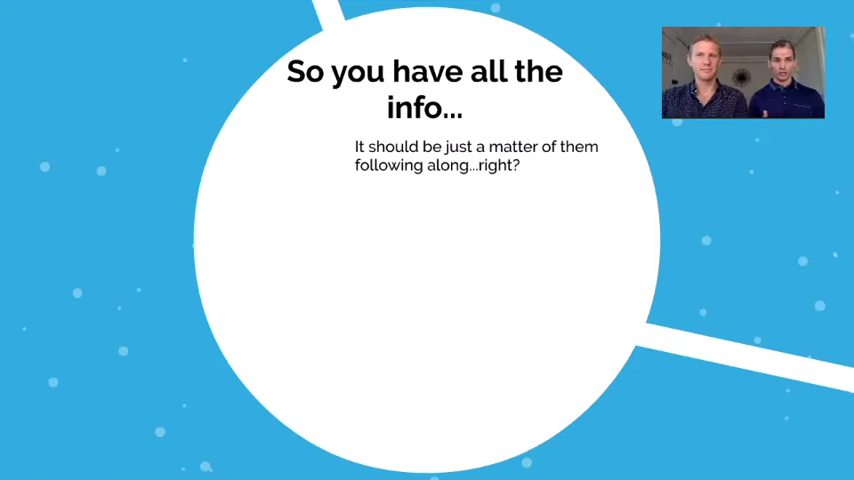 So you have all the
info...
It should be just a matter of them
following along...right?